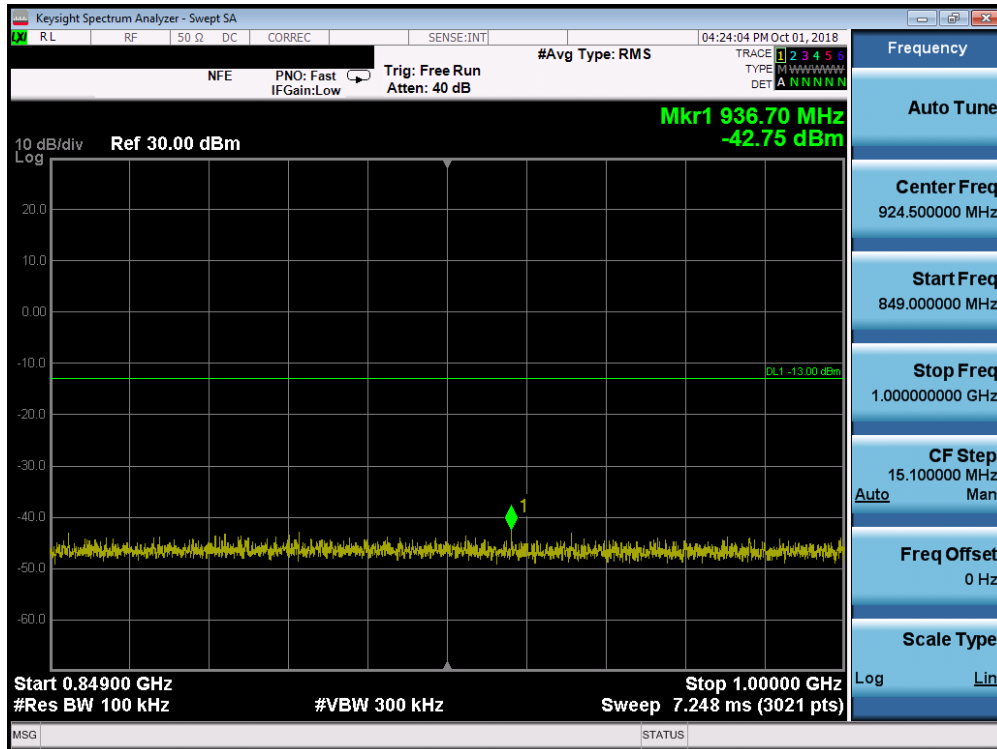 Keysight Spectrum Analyzer - Swept SA
LXI RL RF 50 Ω DC CORREC SENSE:INT 04:24:04 PM Oct 01, 2018
Frequency
NFE PNO: Fast Trig: Free Run #Avg Type: RMS TRACE 1 2 3 4 5 6
IFGain:Low Atten: 40 dB TYPE M WWWWW
DET A N N N N N
Auto Tune
Mkr1 936.70 MHz
-42.75 dBm
10 dB/div Ref 30.00 dBm
Log
20.0
10.0
0.00
-10.0
DL1 -13.00 dBm
-20.0
-30.0
-40.0
1
-50.0
-60.0
Center Freq
924.500000 MHz
Start Freq
849.000000 MHz
Stop Freq
1.000000000 GHz
CF Step
15.100000 MHz
Auto Man
Freq Offset
0 Hz
Scale Type
Log Lin
Start 0.84900 GHz Stop 1.00000 GHz
#Res BW 100 kHz #VBW 300 kHz Sweep 7.248 ms (3021 pts)
MSG STATUS